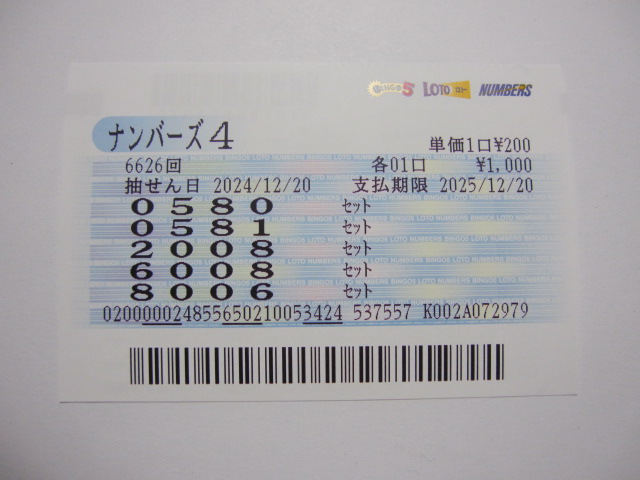 BINGO5 LOTO ロト NUMBERS
ナンバーズ4 単価1口¥200
6626回 各01口 ¥1,000
抽せん日 2024/12/20 支払期限 2025/12/20
0580 セット
0581 セット
2008 セット
6008 セット
8006 セット
020000024855650210053424 537557 K002A072979